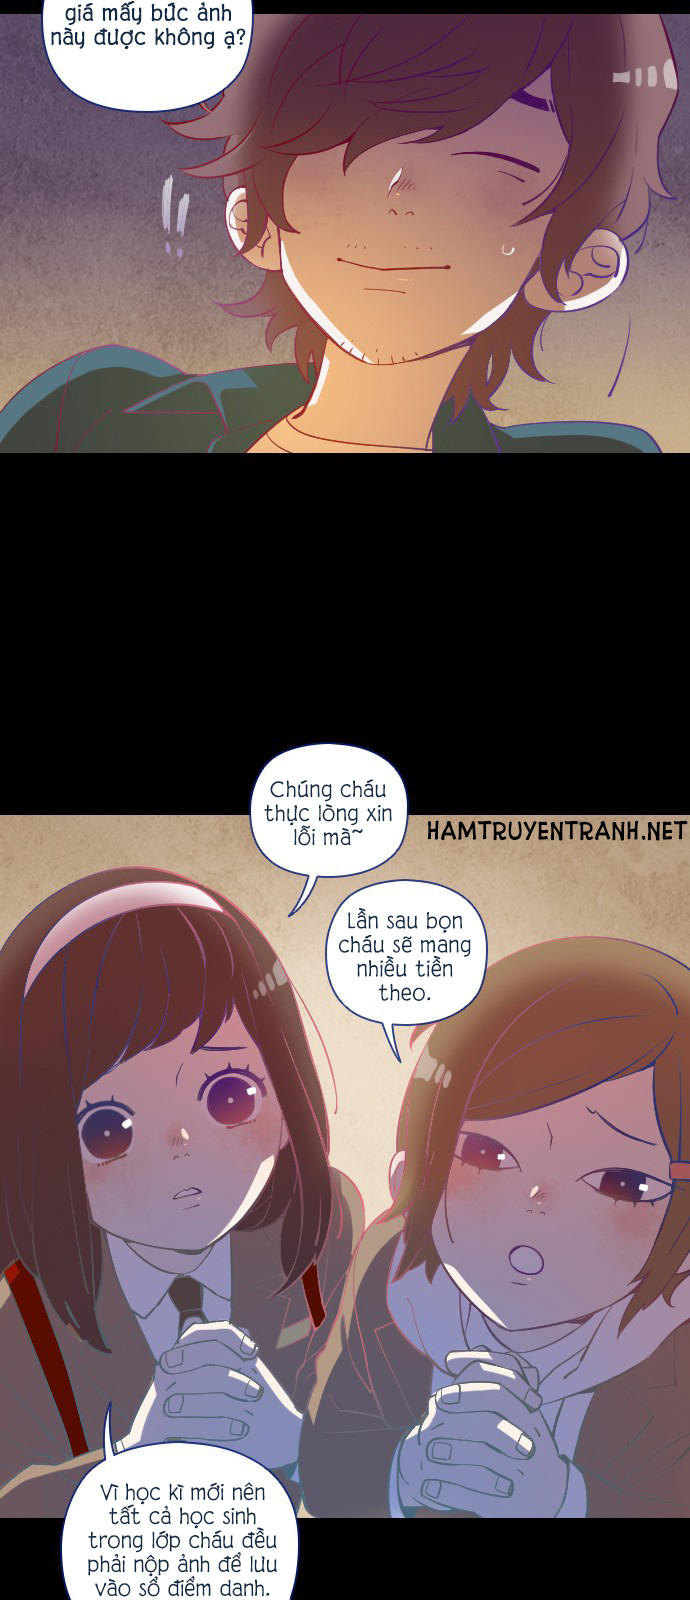 giá mấy bức ảnh
này được không ạ?
Chúng cháu
thực lòng xin
lỗi mà~
HAMTRUYENTRANH.NET
Lần sau bọn
cháu sẽ mang
nhiều tiền
theo.
Vì học kì mới nên
tất cả học sinh
trong lớp cháu đều
phải nộp ảnh để lưu
vào sổ điểm danh.